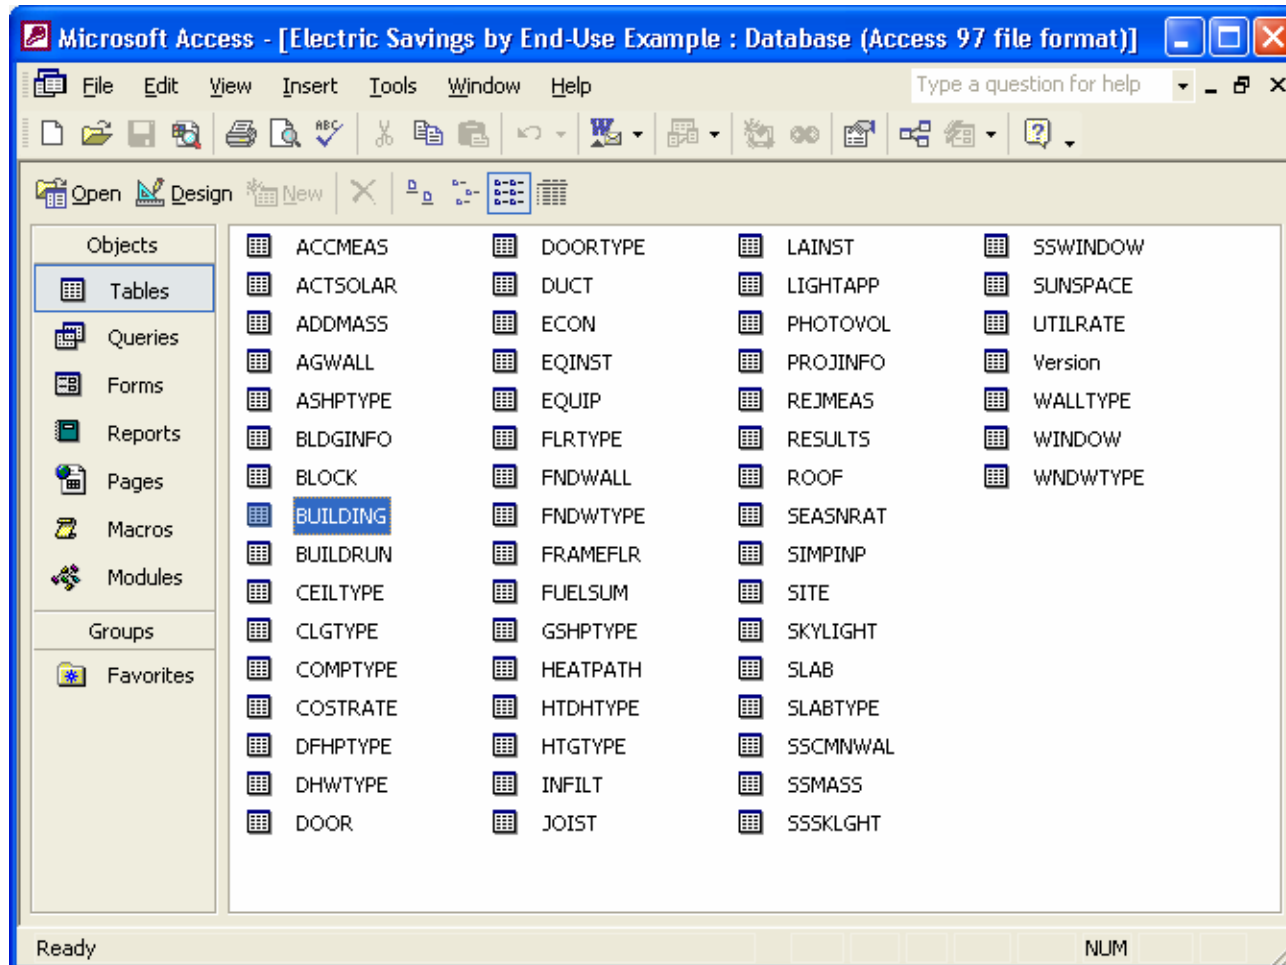 Microsoft Access - [Electric Savings by End-Use Example : Database (Access 97 file format)]
File Edit View Insert Tools Window Help Type a question for help
ABC W ?
Open Design New
Objects
Tables
Queries
Forms
Reports
Pages
Macros
Modules
Groups
Favorites
ACCMEAS
ACTSOLAR
ADDMASS
AGWALL
ASHPTYPE
BLDGINFO
BLOCK
BUILDING
BUILDRUN
CEILTYPE
CLGTYPE
COMPTYPE
COSTRATE
DFHPTYPE
DHWTYPE
DOOR
DOORTYPE
DUCT
ECON
EQINST
EQUIP
FLRTYPE
FNDWALL
FNDWTYPE
FRAMEFLR
FUELSUM
GSHPTYPE
HEATPATH
HTDHTYPE
HTGTYPE
INFILT
JOIST
LAINST
LIGHTAPP
PHOTOVOL
PROJINFO
REJMEAS
RESULTS
ROOF
SEASNRAT
SIMPINP
SITE
SKYLIGHT
SLAB
SLABTYPE
SSCMNWAL
SSMASS
SSSKLGHT
SSWINDOW
SUNSPACE
UTILRATE
Version
WALLTYPE
WINDOW
WNDWTYPE
Ready NUM